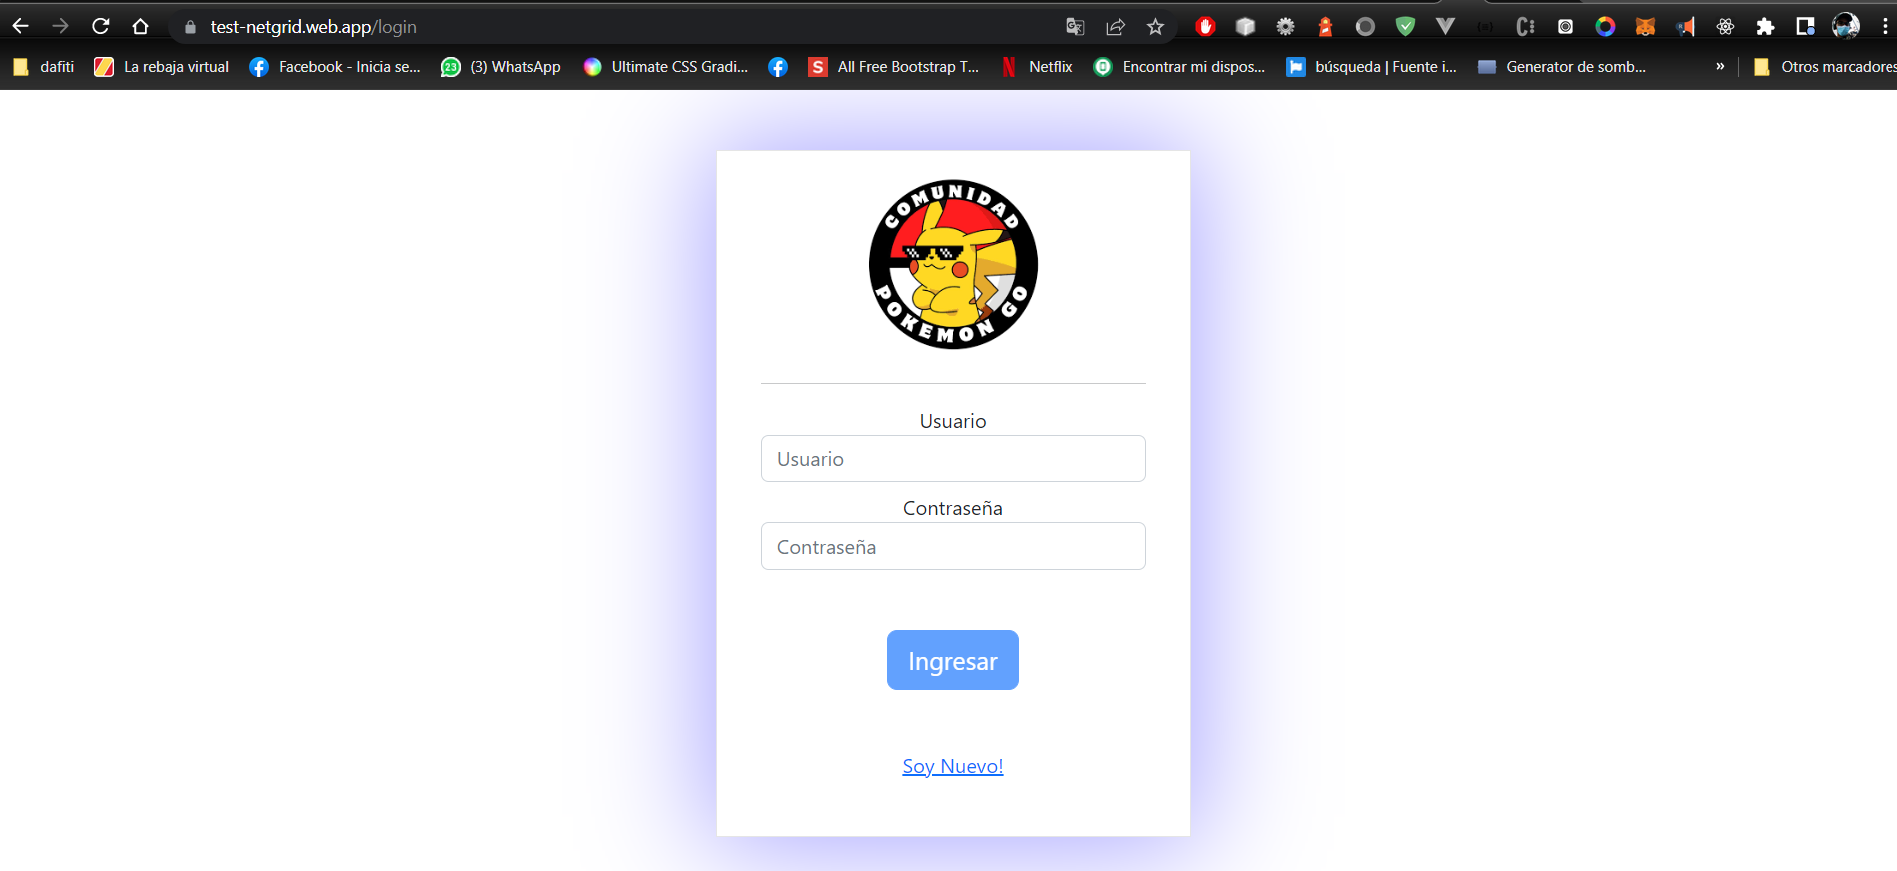 test-netgrid.web.app/login
dafiti La rebaja virtual Facebook - Inicia se... 23 (3) WhatsApp Ultimate CSS Gradi... S All Free Bootstrap T... Netflix Encontrar mi dispos... búsqueda | Fuente i... Generator de somb... » Otros marcadores
COMUNIDAD
POKEMON GO
Usuario
Usuario
Contraseña
Contraseña
Ingresar
Soy Nuevo!